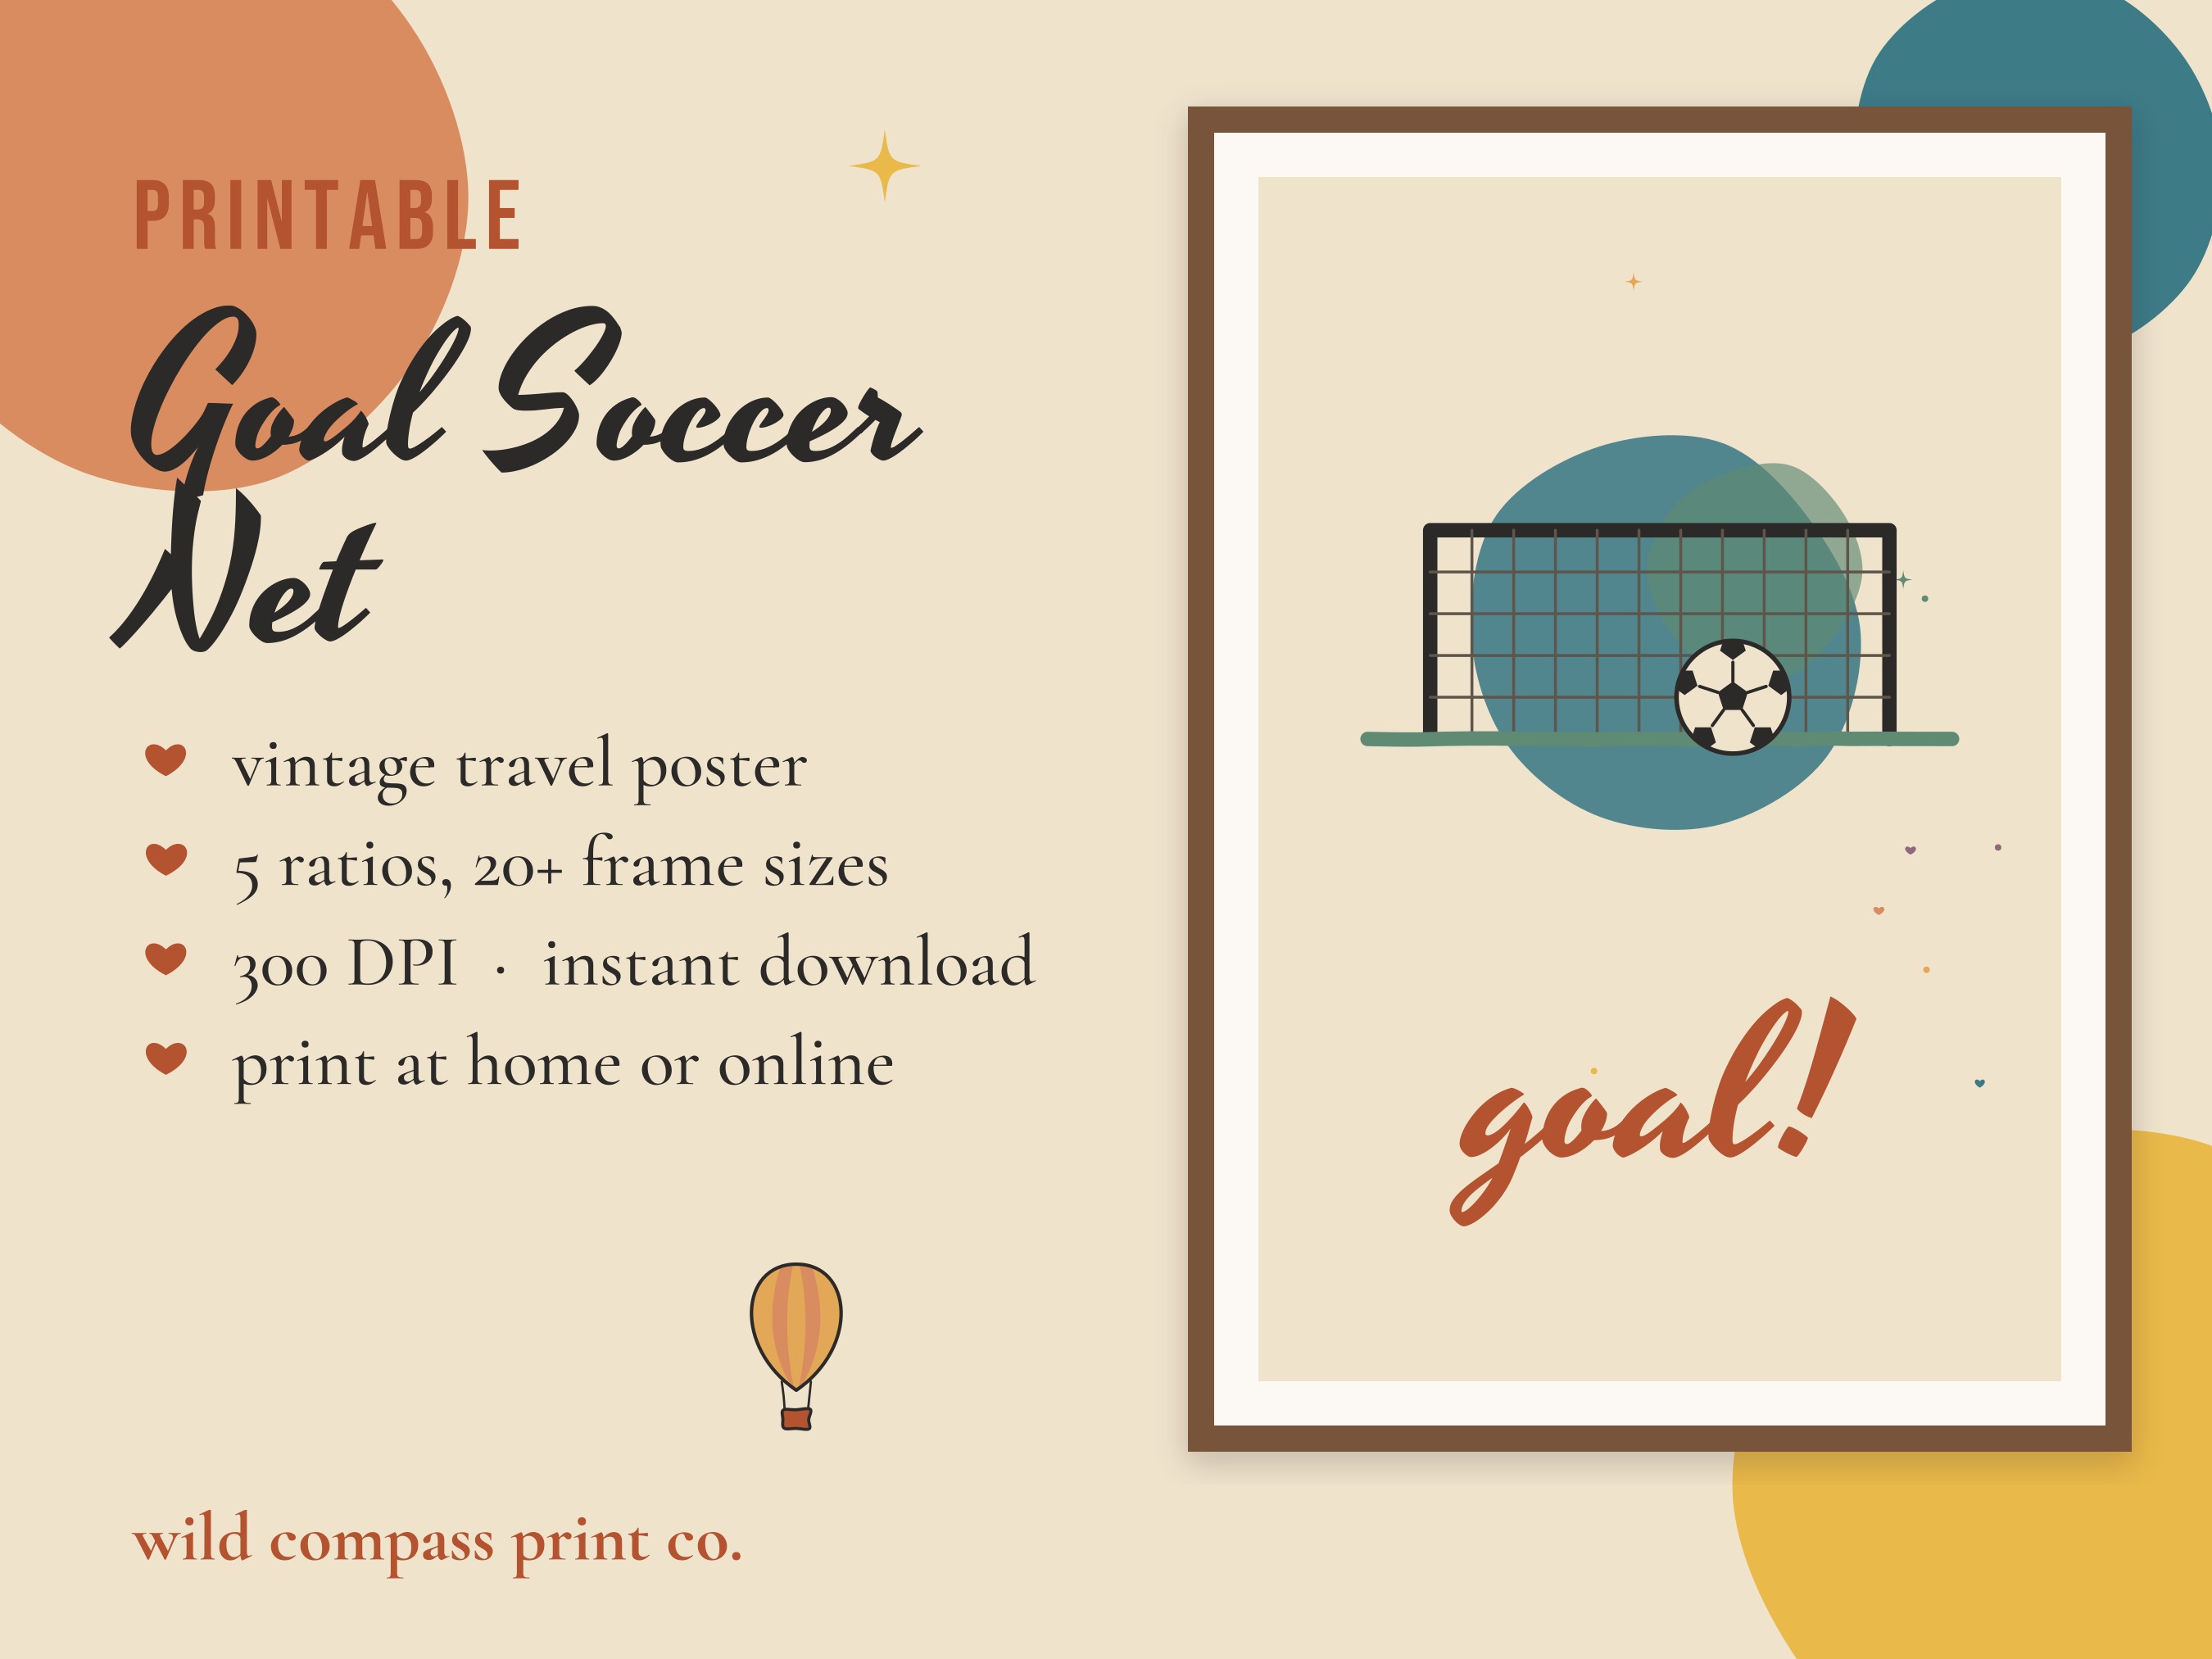 PRINTABLE
Goal Soccer
Net
vintage travel poster
5 ratios, 20+ frame sizes
300 DPI · instant download
print at home or online
wild compass print co.
goal!